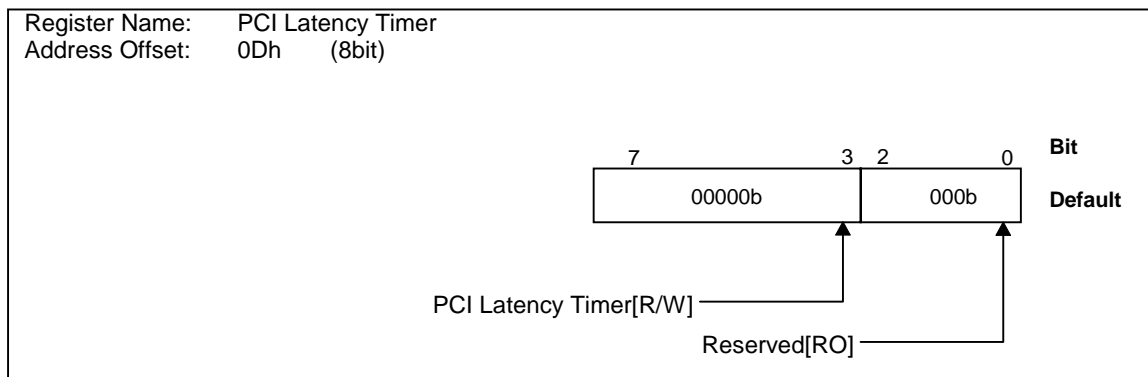 Register Name: PCI Latency Timer
Address Offset: 0Dh (8bit)
7 3 2 0 Bit
00000b 000b Default
PCI Latency Timer[R/W]
Reserved[RO]